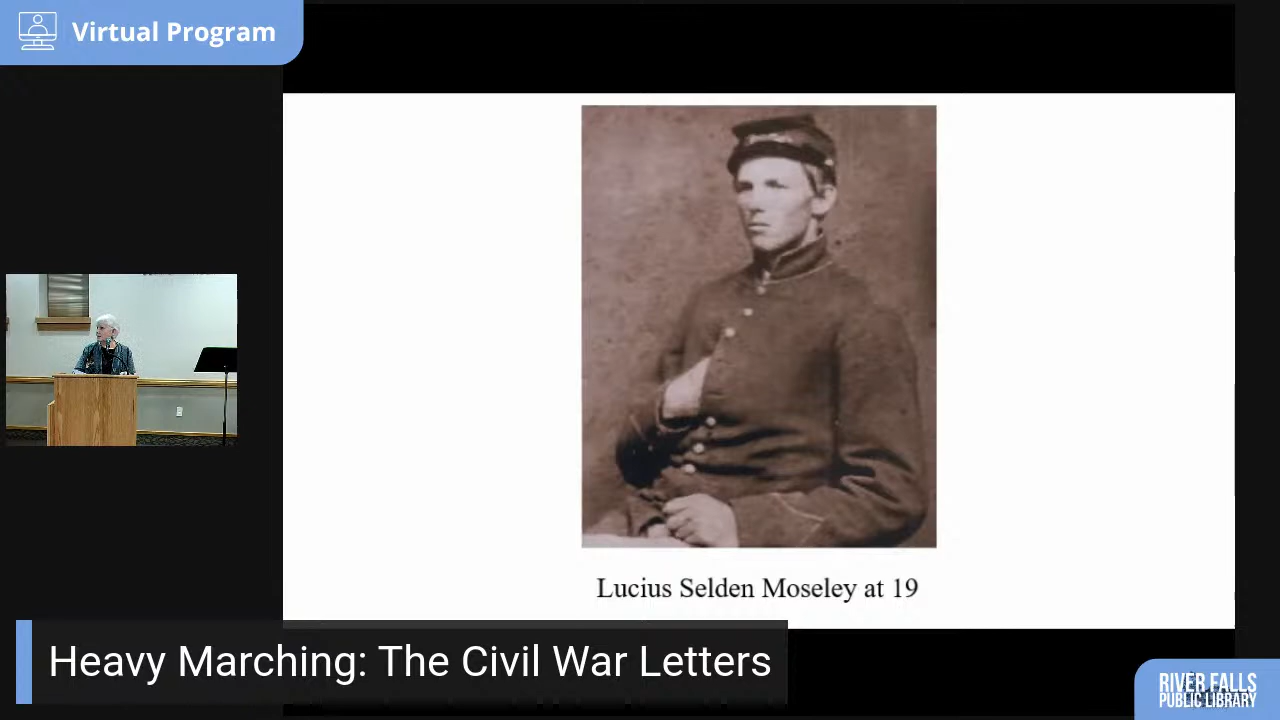 Virtual Program
Lucius Selden Moseley at 19
Heavy Marching: The Civil War Letters
RIVER FALLS
PUBLIC LIBRARY